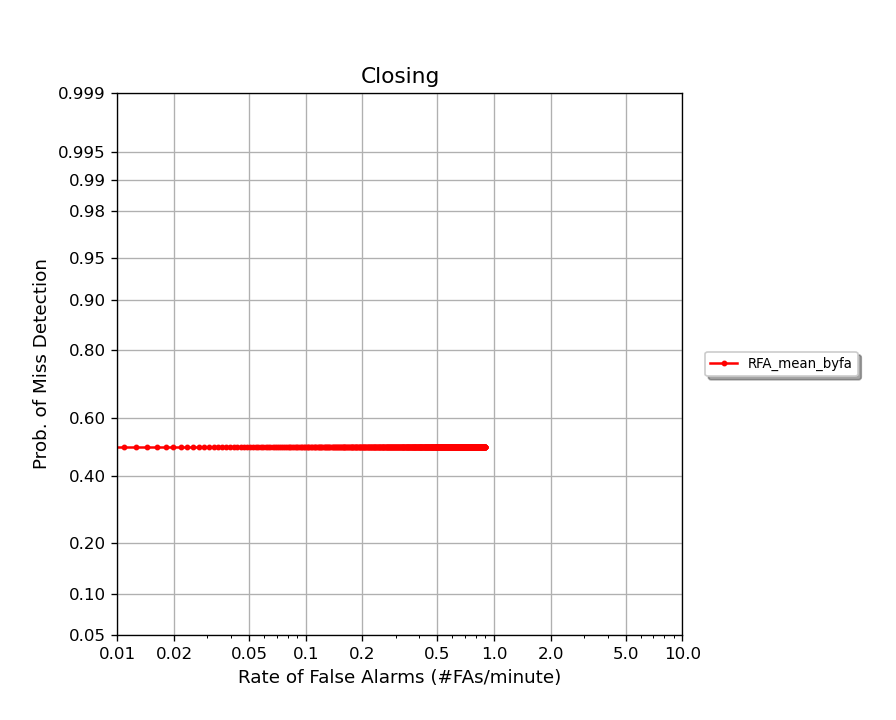 Closing
0.999
0.995
0.99
0.98
0.95
0.90
0.80
0.60
0.40
0.20
0.10
0.05
Prob. of Miss Detection
0.01 0.02 0.05 0.1 0.2 0.5 1.0 2.0 5.0 10.0
Rate of False Alarms (#FAs/minute)
RFA_mean_byfa